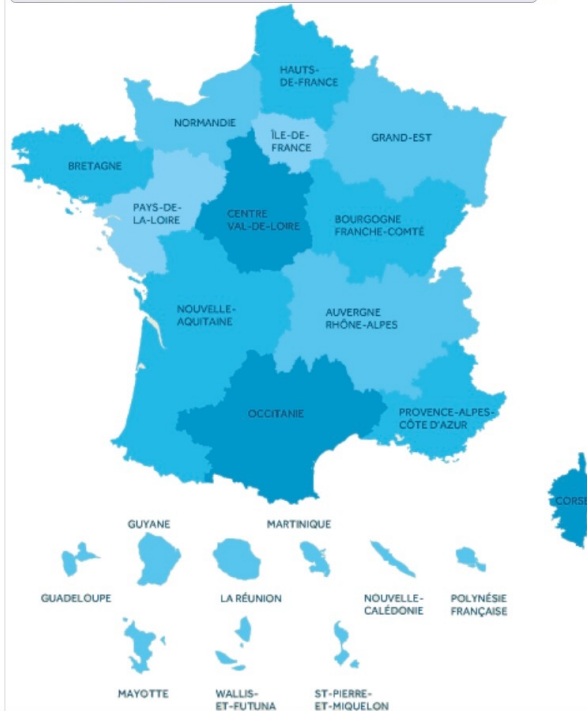 HAUTS-
DE-FRANCE
NORMANDIE
ÎLE-DE-
FRANCE
GRAND-EST
BRETAGNE
PAYS-DE-
LA-LOIRE
CENTRE
VAL-DE-LOIRE
BOURGOGNE
FRANCHE-COMTÉ
NOUVELLE-
AQUITAINE
AUVERGNE
RHÔNE-ALPES
OCCITANIE
PROVENCE-ALPES-
CÔTE D'AZUR
CORSE
GUYANE
MARTINIQUE
GUADELOUPE
LA RÉUNION
NOUVELLE-
CALÉDONIE
POLYNÉSIE
FRANÇAISE
MAYOTTE
WALLIS-
ET-FUTUNA
ST-PIERRE-
ET-MIQUELON